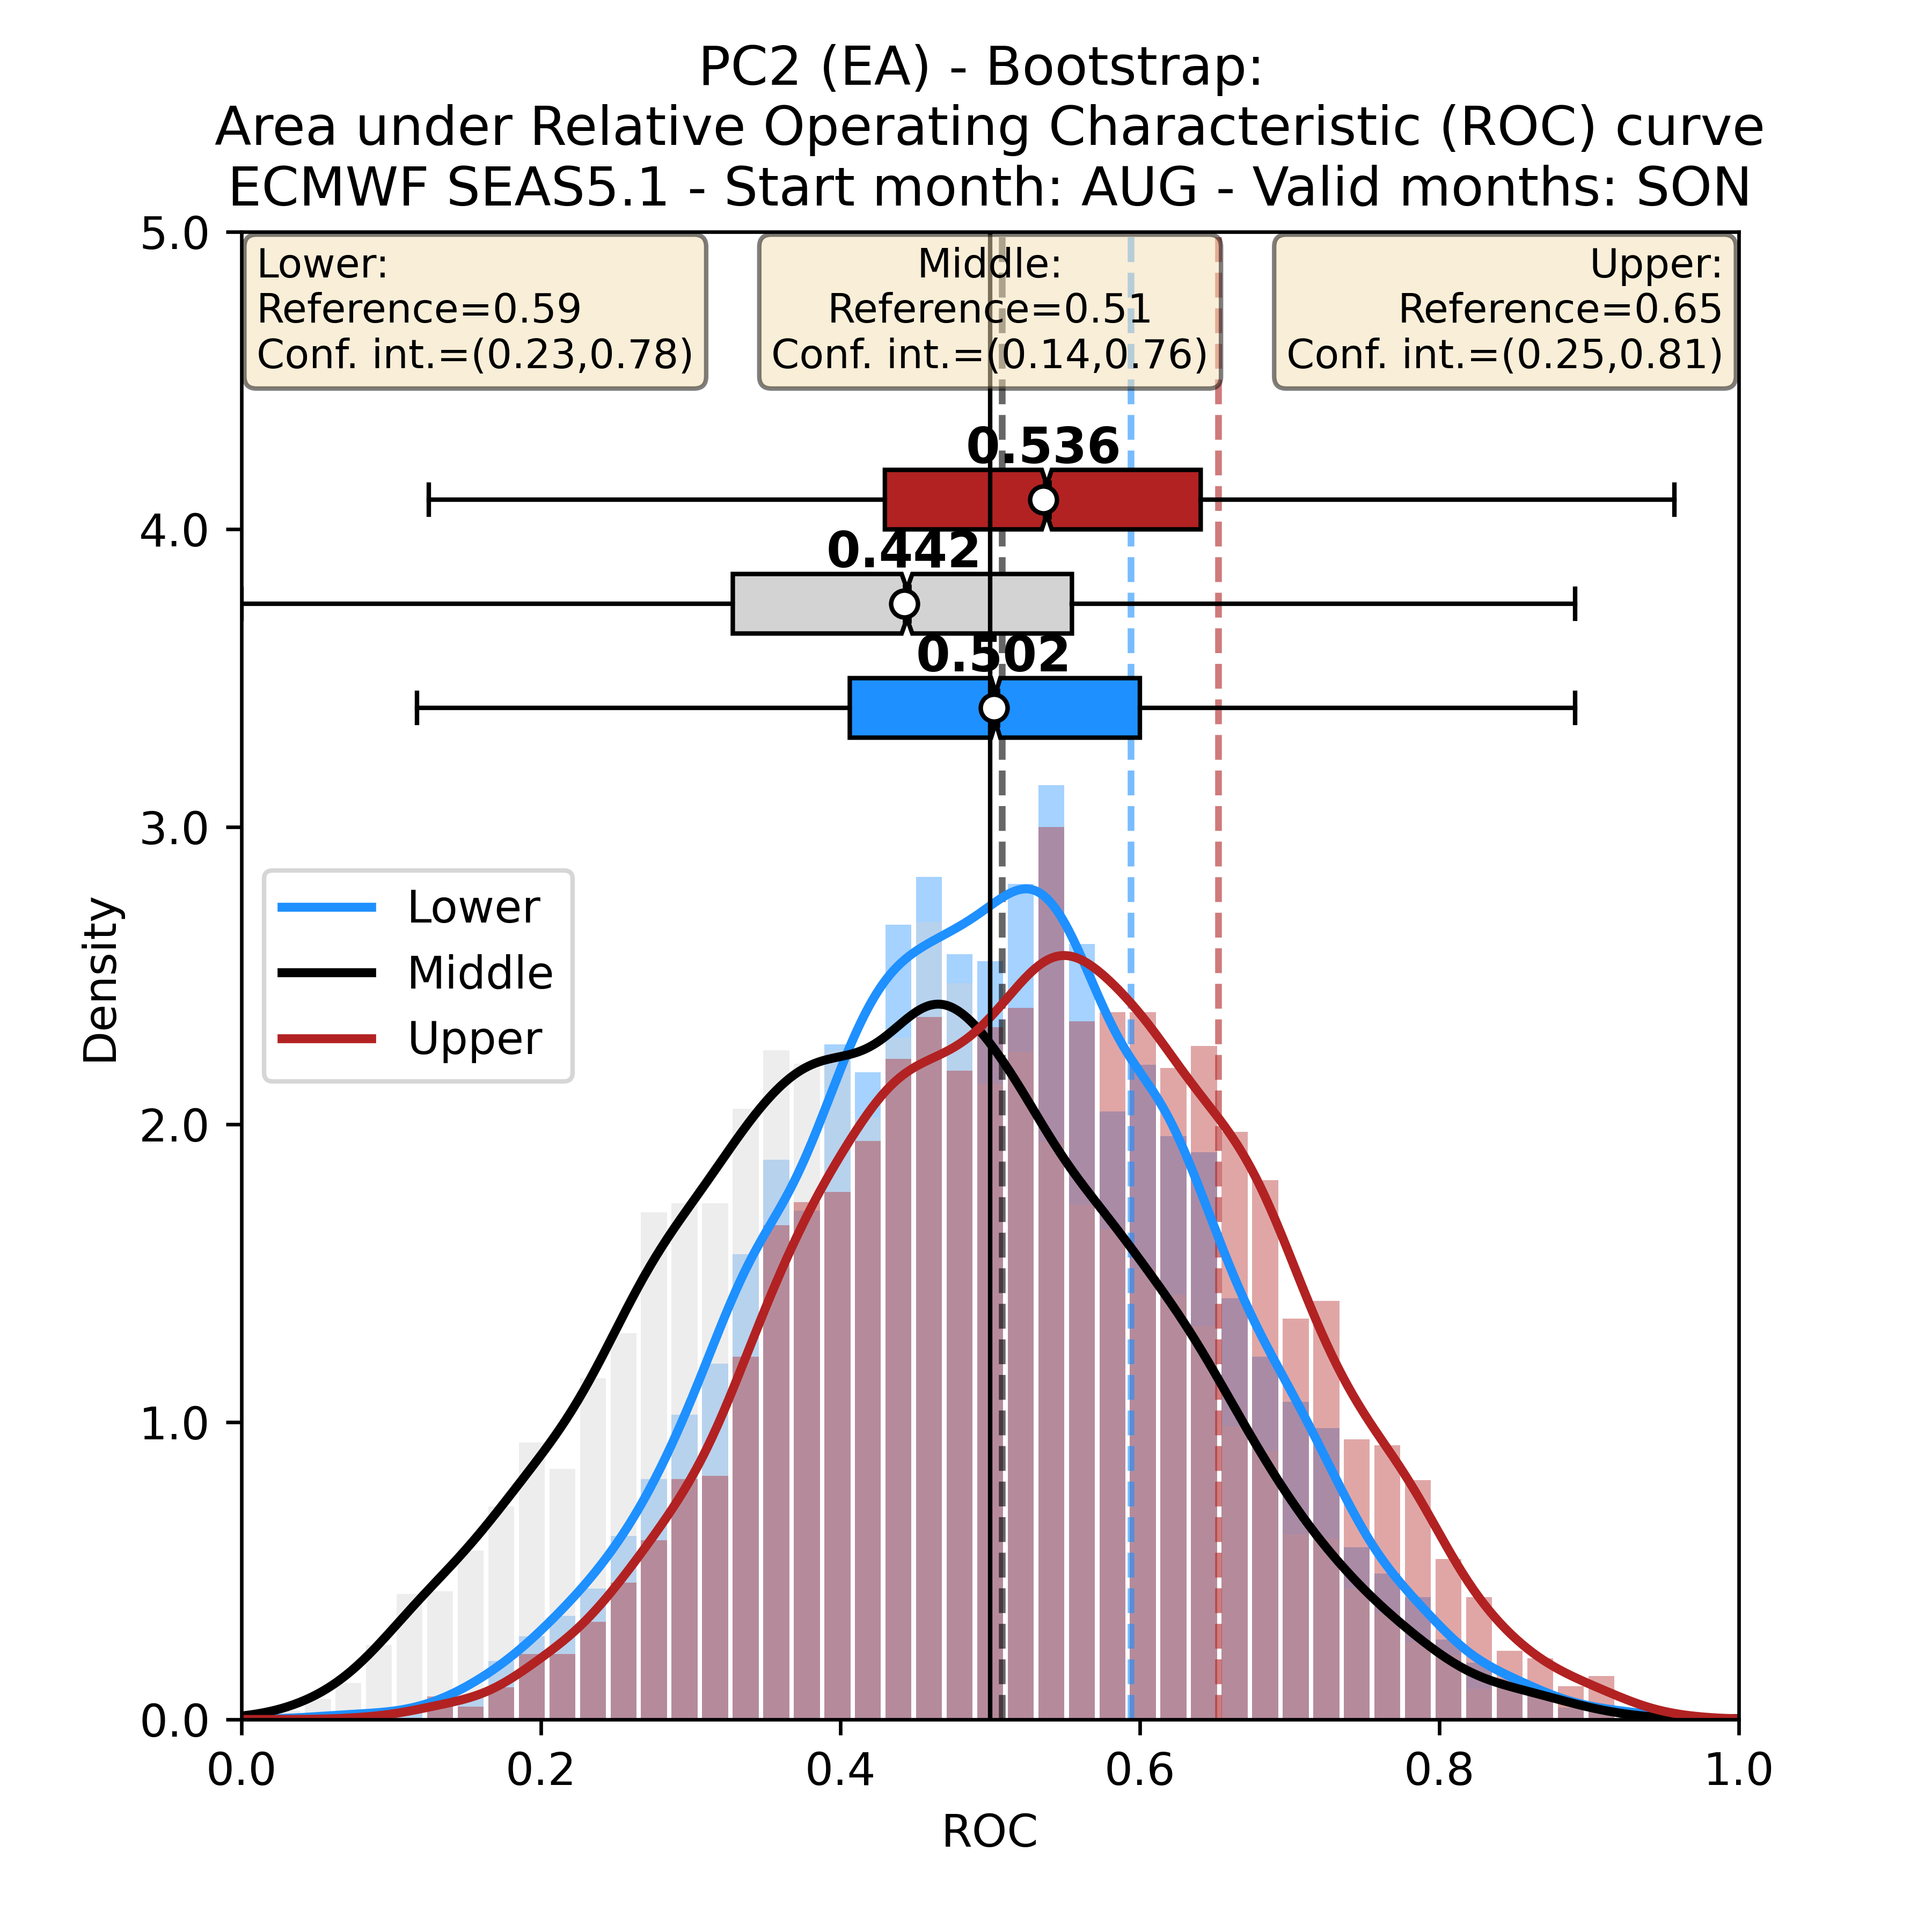 PC2 (EA) - Bootstrap:
Area under Relative Operating Characteristic (ROC) curve
ECMWF SEAS5.1 - Start month: AUG - Valid months: SON
5.0
Lower:
Reference=0.59
Conf. int.=(0.23,0.78)
Middle:
Reference=0.51
Conf. int.=(0.14,0.76)
Upper:
Reference=0.65
Conf. int.=(0.25,0.81)
0.536
4.0
0.442
0.502
3.0
Lower
Middle
Upper
Density
2.0
1.0
0.0
0.0
0.2
0.4
0.6
0.8
1.0
ROC